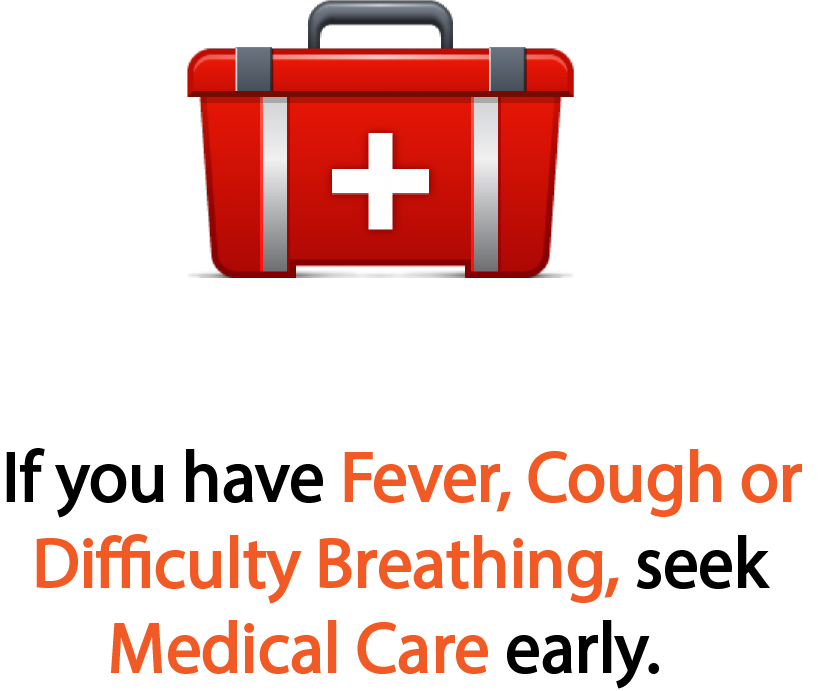 If you have Fever, Cough or
Difficulty Breathing, seek
Medical Care early.